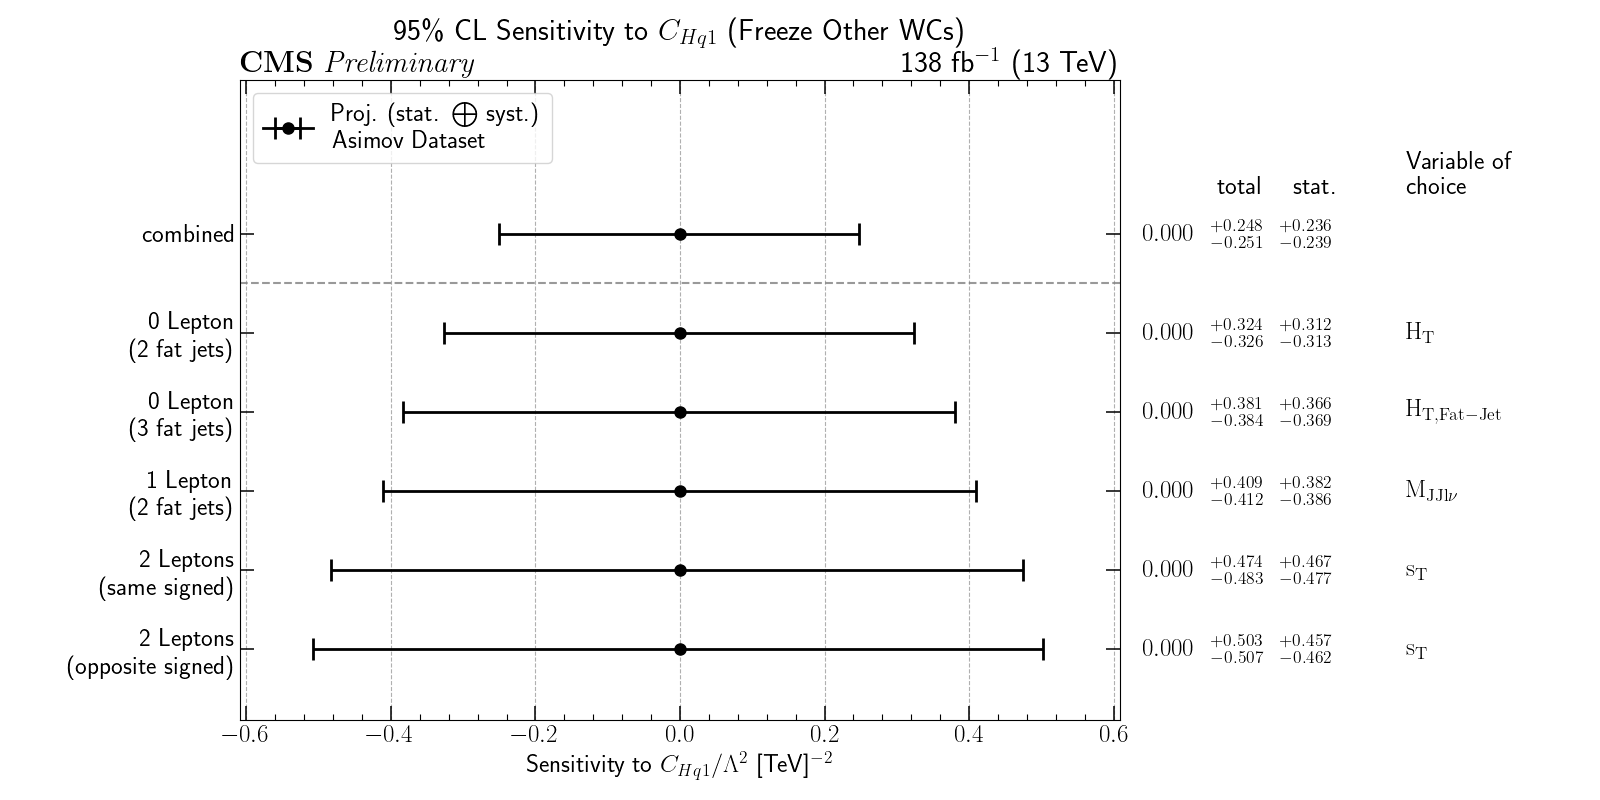 95% CL Sensitivity to C_{Hq1} (Freeze Other WCs)
CMS Preliminary
138 fb^{−1} (13 TeV)
Proj. (stat. ⨁ syst.)
Asimov Dataset
Variable of
total stat. choice
combined 0.000 +0.248 −0.251 +0.236 −0.239
0 Lepton
(2 fat jets) 0.000 +0.324 −0.326 +0.312 −0.313 H_T
0 Lepton
(3 fat jets) 0.000 +0.381 −0.384 +0.366 −0.369 H_{T,Fat−Jet}
1 Lepton
(2 fat jets) 0.000 +0.409 −0.412 +0.382 −0.386 M_{JJlν}
2 Leptons
(same signed) 0.000 +0.474 −0.483 +0.467 −0.477 s_T
2 Leptons
(opposite signed) 0.000 +0.503 −0.507 +0.457 −0.462 s_T
−0.6 −0.4 −0.2 0.0 0.2 0.4 0.6
Sensitivity to C_{Hq1}/Λ^2 [TeV]^{−2}